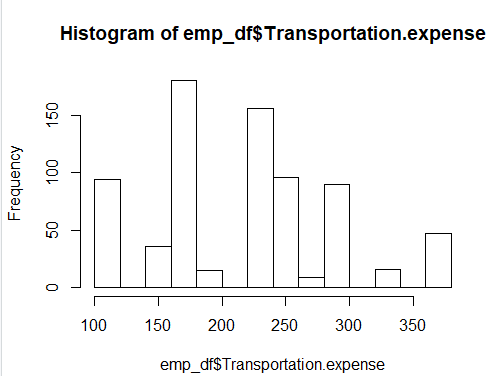 Histogram of emp_df$Transportation.expense
Frequency
150
100
50
0
100 150 200 250 300 350
emp_df$Transportation.expense